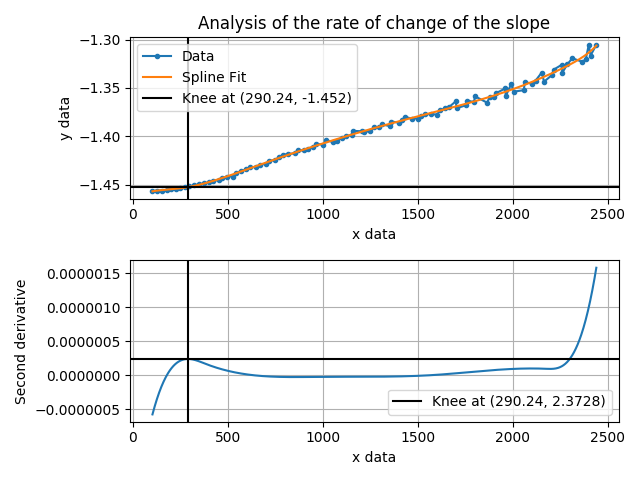 Analysis of the rate of change of the slope
−1.30
−1.35
−1.40
−1.45
y data
Data
Spline Fit
Knee at (290.24, -1.452)
0 500 1000 1500 2000 2500
x data
0.0000015
0.0000010
0.0000005
0.0000000
−0.0000005
Second derivative
Knee at (290.24, 2.3728)
0 500 1000 1500 2000 2500
x data